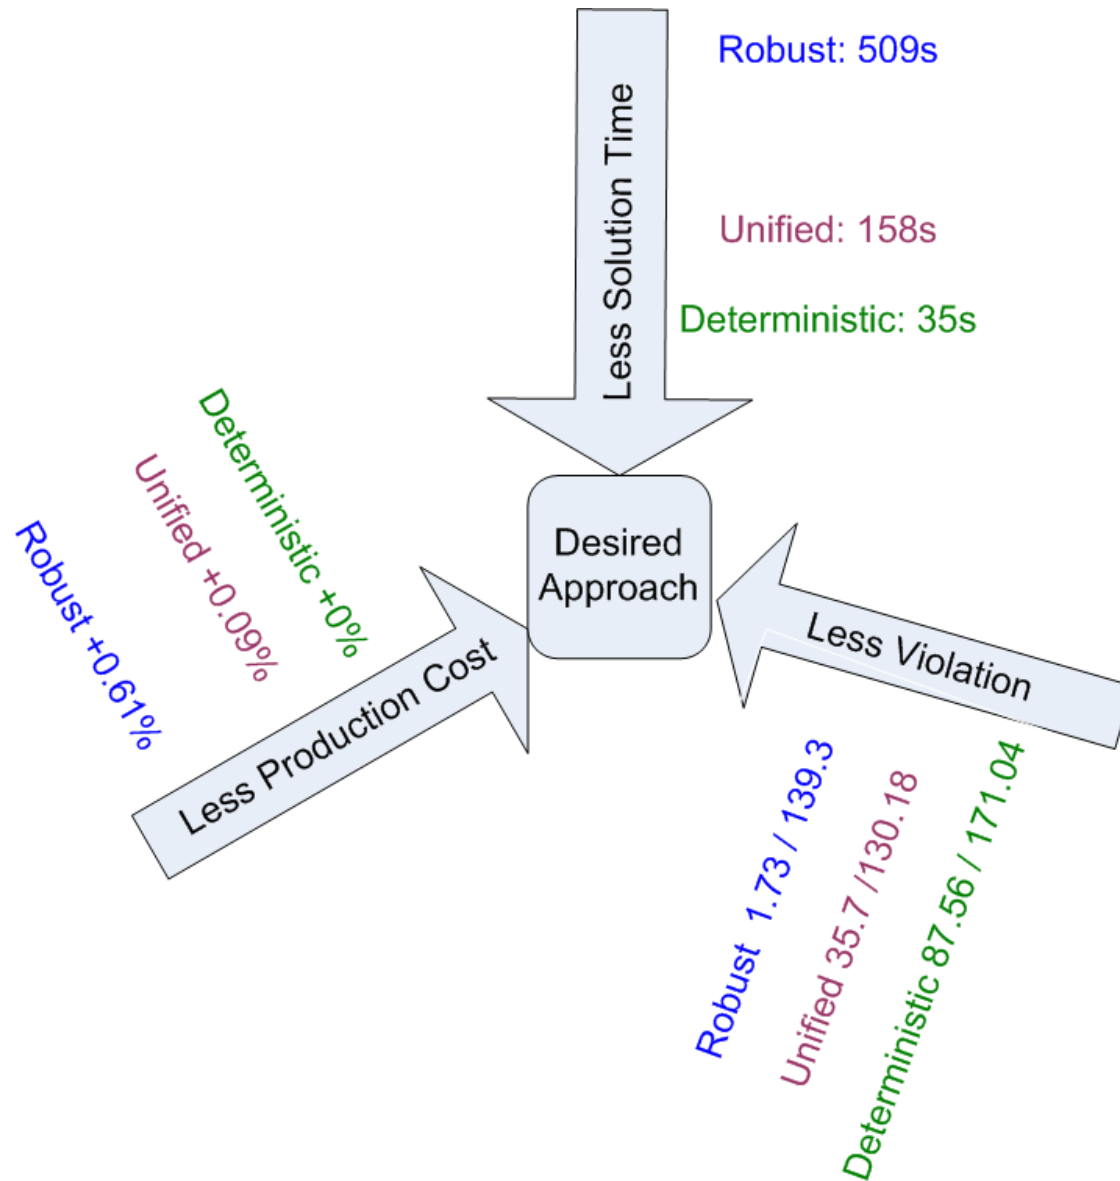 Robust: 509s
Less Solution Time
Unified: 158s
Deterministic: 35s
Deterministic +0%
Unified +0.09%
Robust +0.61%
Less Production Cost
Desired
Approach
Less Violation
Robust  1.73 / 139.3
Unified 35.7 /130.18
Deterministic 87.56 / 171.04